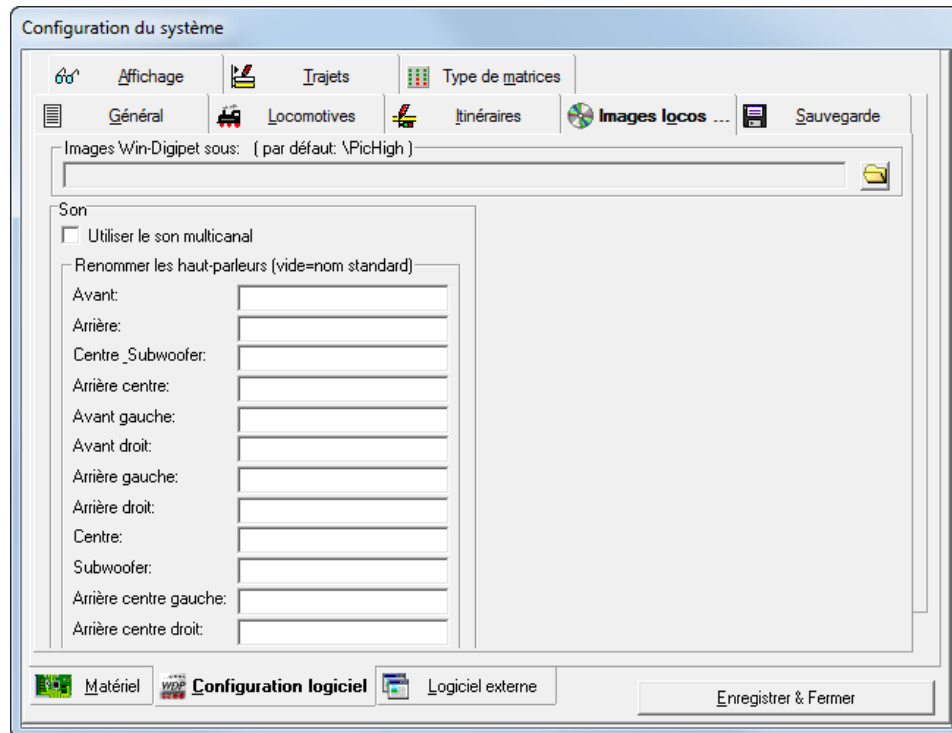 Configuration du système
Affichage Trajets Type de matrices
Général Locomotives Itinéraires Images locos ... Sauvegarde
Images Win-Digipet sous: ( par défaut: \PicHigh )
Son
Utiliser le son multicanal
Renommer les haut-parleurs (vide=nom standard)
Avant:
Arrière:
Centre_Subwoofer:
Arrière centre:
Avant gauche:
Avant droit:
Arrière gauche:
Arrière droit:
Centre:
Subwoofer:
Arrière centre gauche:
Arrière centre droit:
Matériel WDP Configuration logiciel Logiciel externe
Enregistrer & Fermer